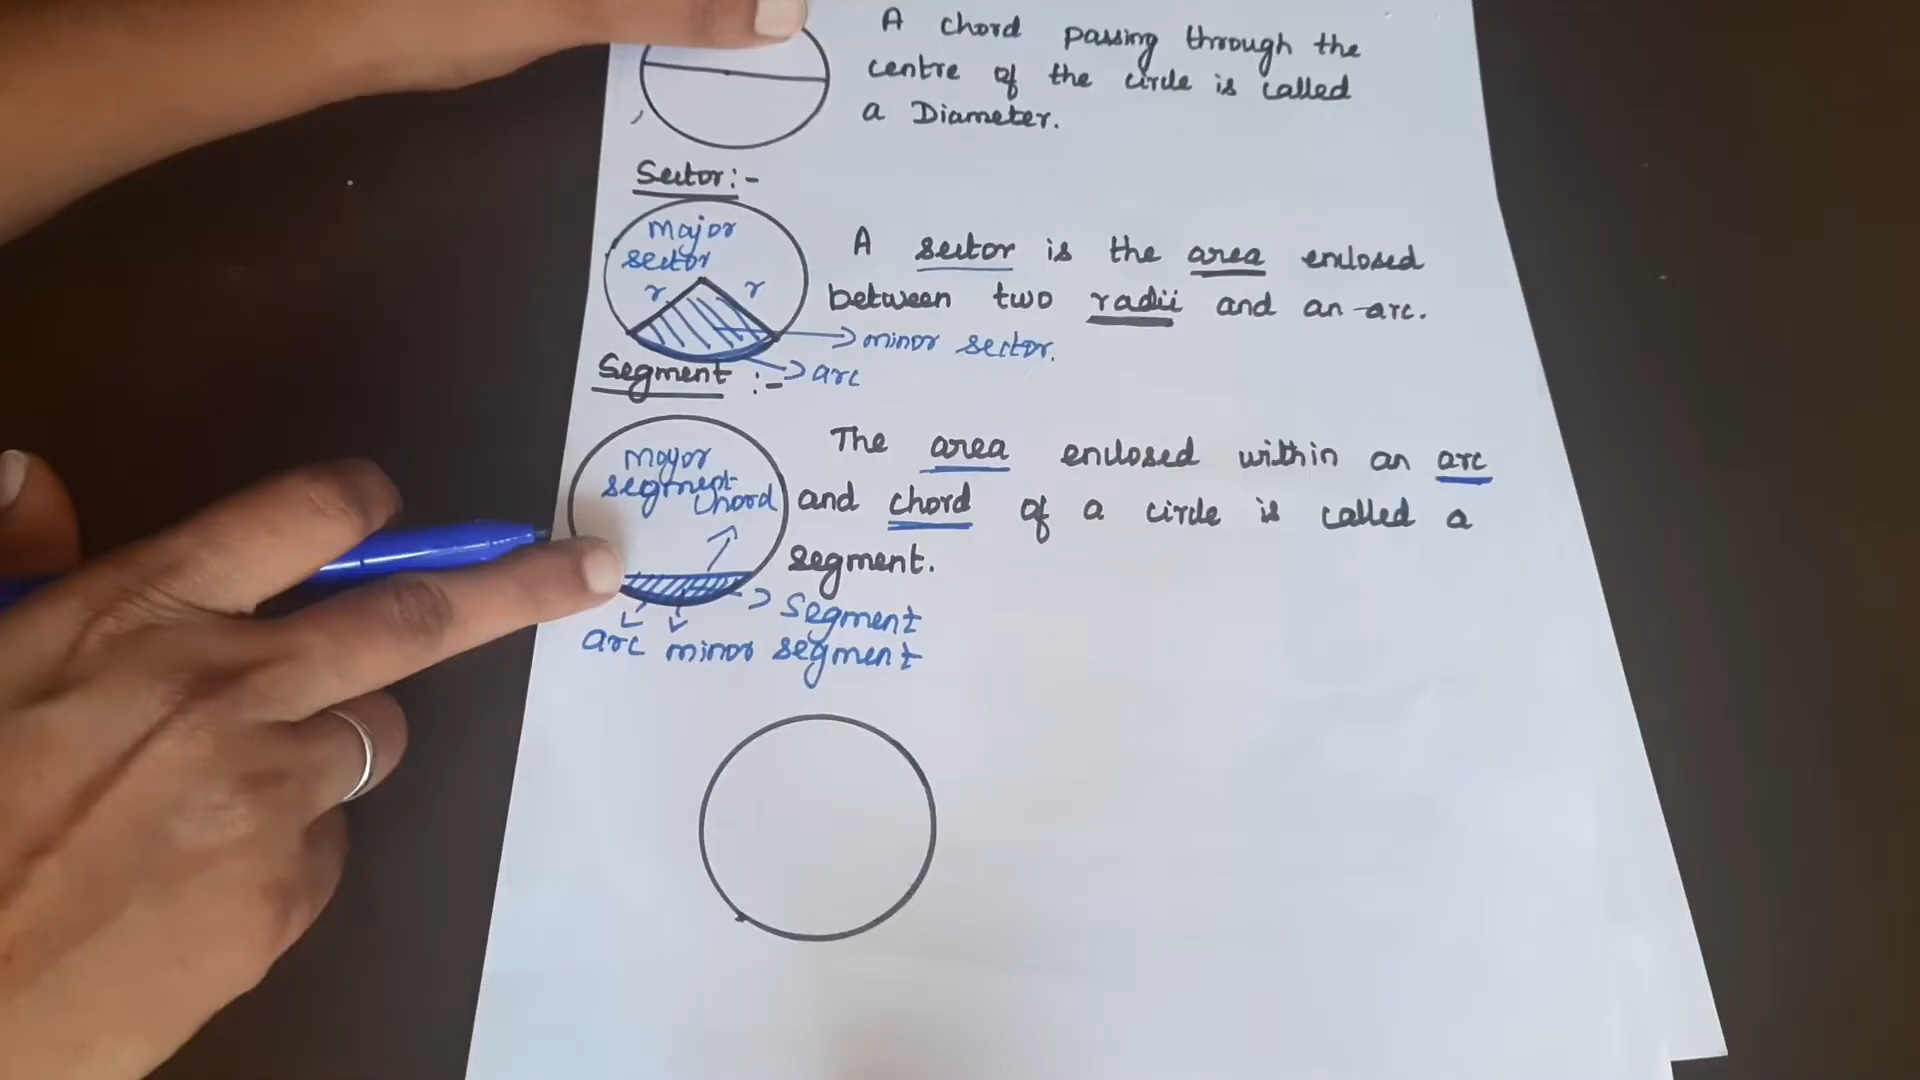 A chord passing through the
centre of the circle is called
a Diameter.
Sector:-
Major
sector
r r
A sector is the area enclosed
between two radii and an arc.
minor sector.
arc
Segment :-
Major
segment
chord
The area enclosed within an arc
and chord of a circle is called a
segment.
segment
arc minor segment